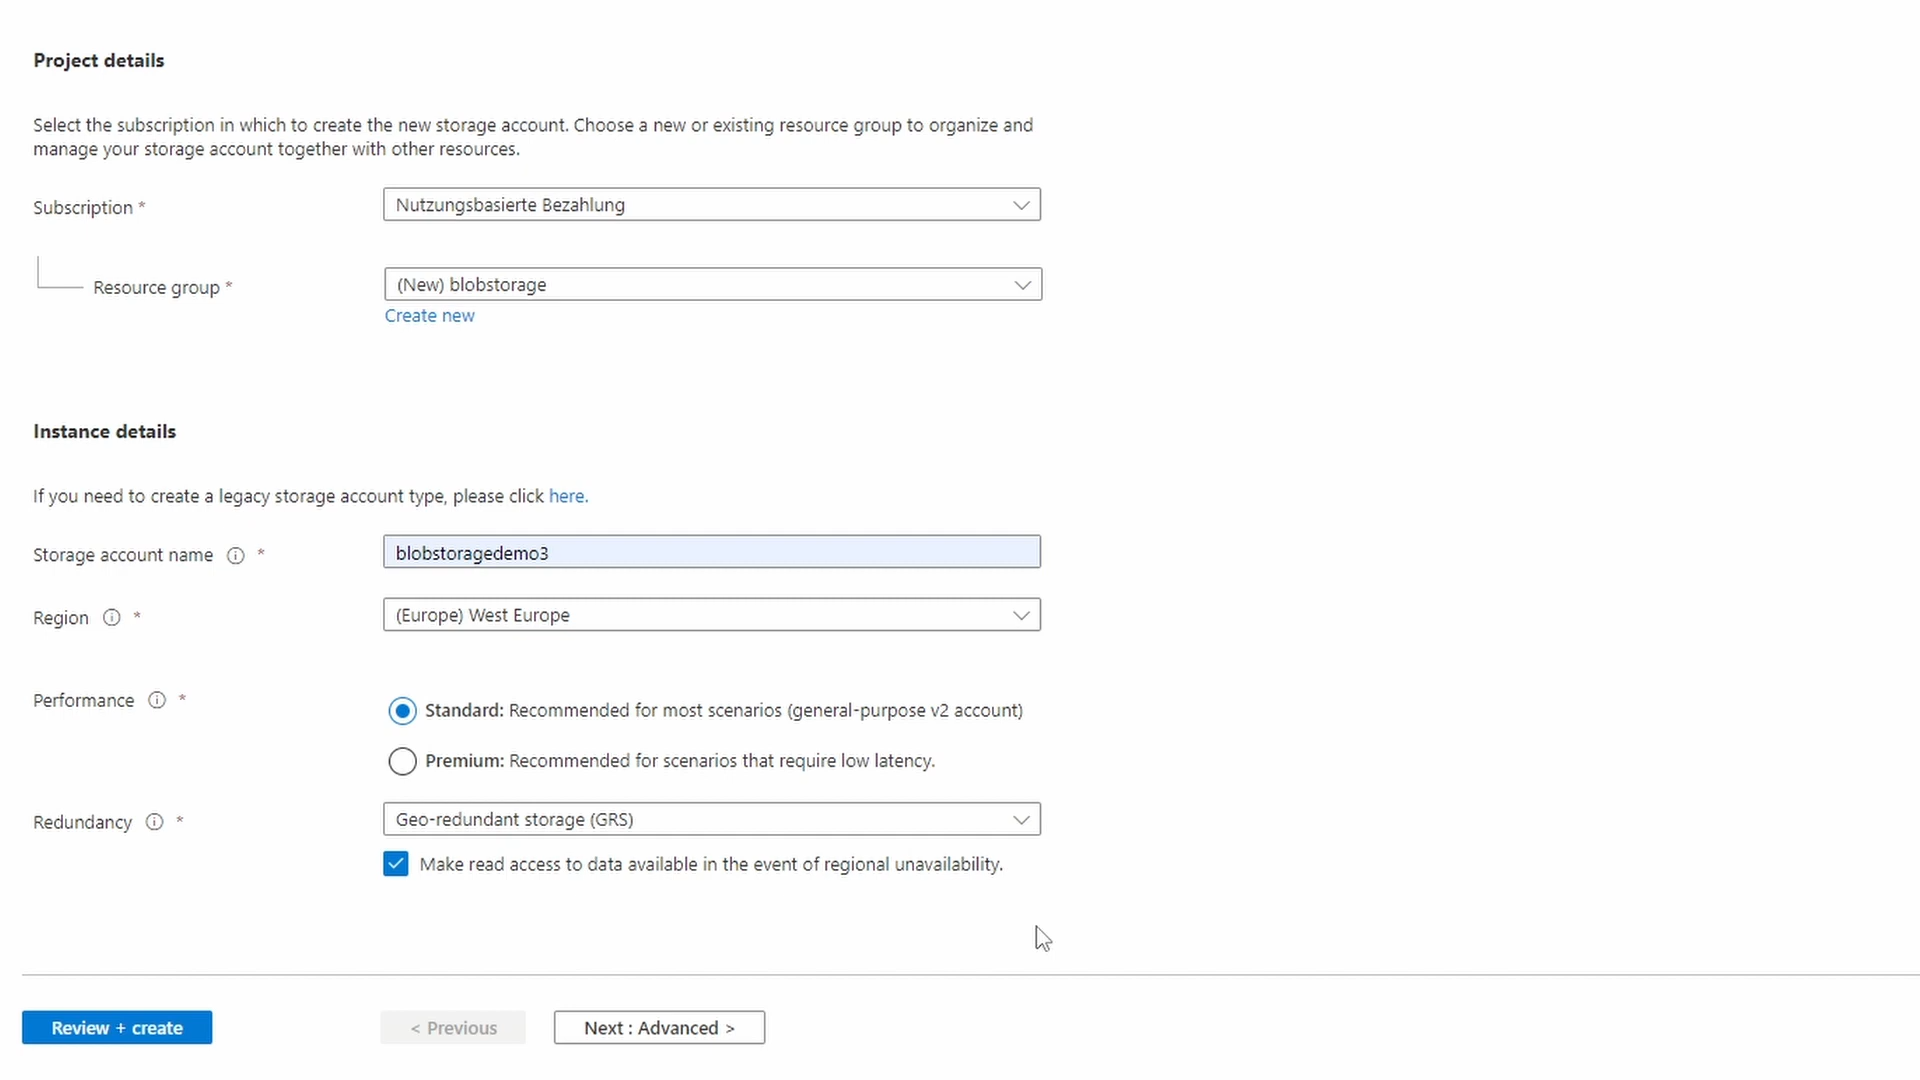 Project details
Select the subscription in which to create the new storage account. Choose a new or existing resource group to organize and
manage your storage account together with other resources.
Subscription *
Nutzungsbasierte Bezahlung
Resource group *
(New) blobstorage
Create new
Instance details
If you need to create a legacy storage account type, please click here.
Storage account name *
blobstoragedemo3
Region *
(Europe) West Europe
Performance *
Standard: Recommended for most scenarios (general-purpose v2 account)
Premium: Recommended for scenarios that require low latency.
Redundancy *
Geo-redundant storage (GRS)
Make read access to data available in the event of regional unavailability.
Review + create
< Previous
Next : Advanced >